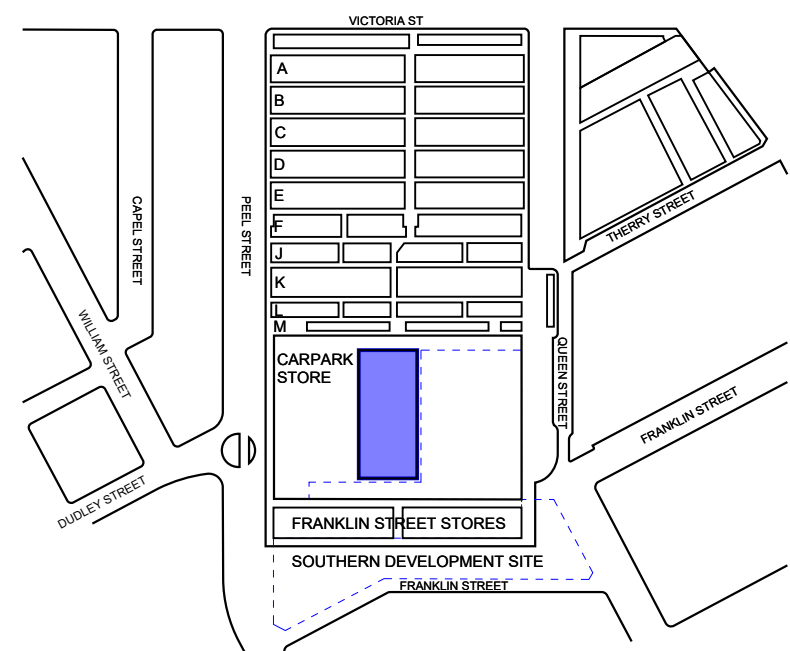 VICTORIA ST
A
B
C
D
E
F
J
K
L
M
CAPEL STREET
PEEL STREET
THERRY STREET
WILLIAM STREET
CARPARK
STORE
QUEEN STREET
FRANKLIN STREET
DUDLEY STREET
FRANKLIN STREET STORES
SOUTHERN DEVELOPMENT SITE
FRANKLIN STREET